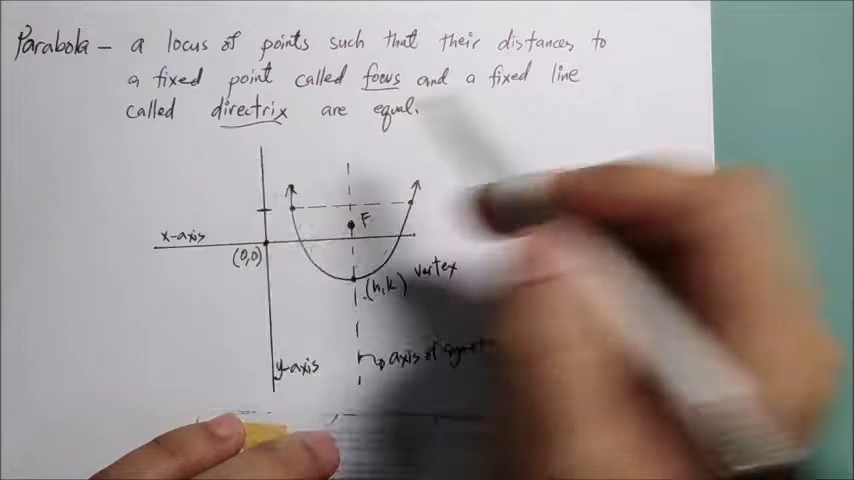 Parabola – a locus of points such that their distances to
a fixed point called focus and a fixed line
called directrix are equal.
F
x-axis
(0,0)
(h,k) vertex
y-axis
axis of